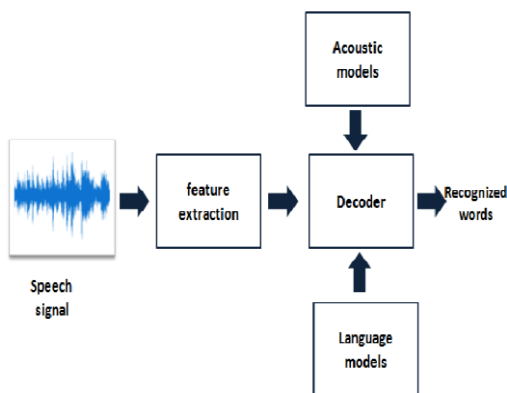 Acoustic
models
feature
extraction
Decoder
Recognized
words
Speech
signal
Language
models